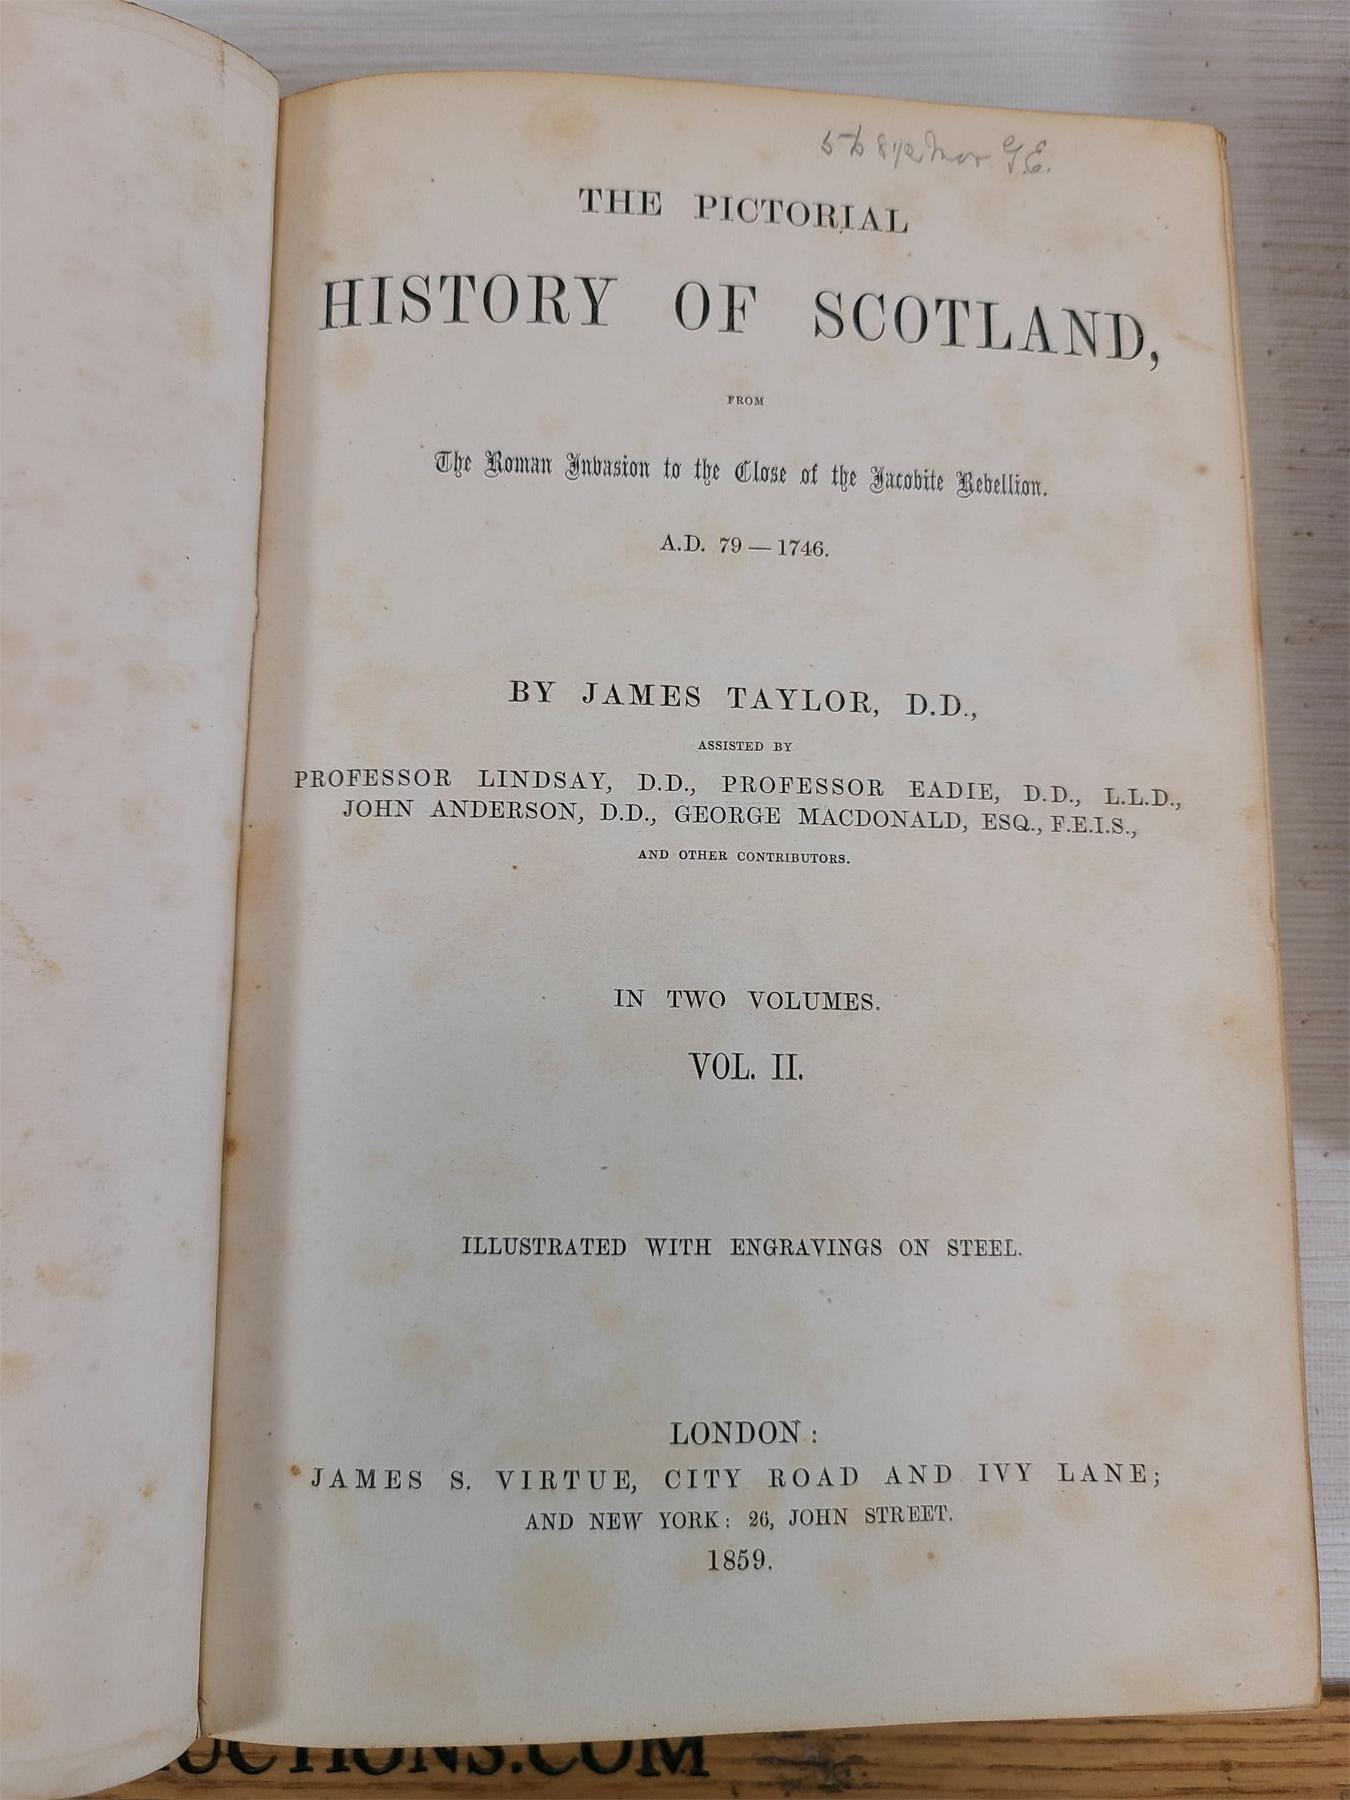 THE PICTORIAL
HISTORY OF SCOTLAND,
FROM
The Roman Invasion to the Close of the Jacobite Rebellion.
A.D. 79 — 1746.
BY JAMES TAYLOR, D.D.,
ASSISTED BY
PROFESSOR LINDSAY, D.D., PROFESSOR EADIE, D.D., L.L.D.,
JOHN ANDERSON, D.D., GEORGE MACDONALD, ESQ., F.E.I.S.,
AND OTHER CONTRIBUTORS.
IN TWO VOLUMES.
VOL. II.
ILLUSTRATED WITH ENGRAVINGS ON STEEL.
LONDON:
JAMES S. VIRTUE, CITY ROAD AND IVY LANE;
AND NEW YORK: 26, JOHN STREET.
1859.
UCTIONS.COM